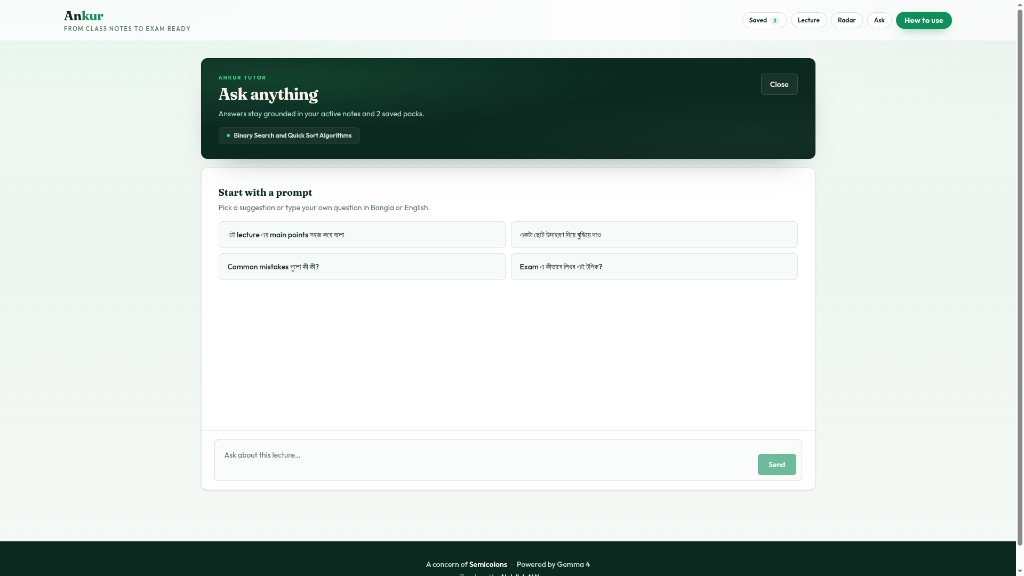 Ankur
FROM CLASS NOTES TO EXAM READY
Saved 2
Lecture
Radar
Ask
How to use
ANKUR TUTOR
Ask anything
Answers stay grounded in your active notes and 2 saved packs.
Binary Search and Quick Sort Algorithms
Close
Start with a prompt
Pick a suggestion or type your own question in Bangla or English.
এই lecture এর main points সহজ করে বলো
একটা ছোট উদাহরণ দিয়ে বুঝিয়ে দাও
Common mistakes গুলো কী কী?
Exam এ কীভাবে লিখব এই টপিক?
Ask about this lecture...
Send
A concern of Semicolons · Powered by Gemma 4